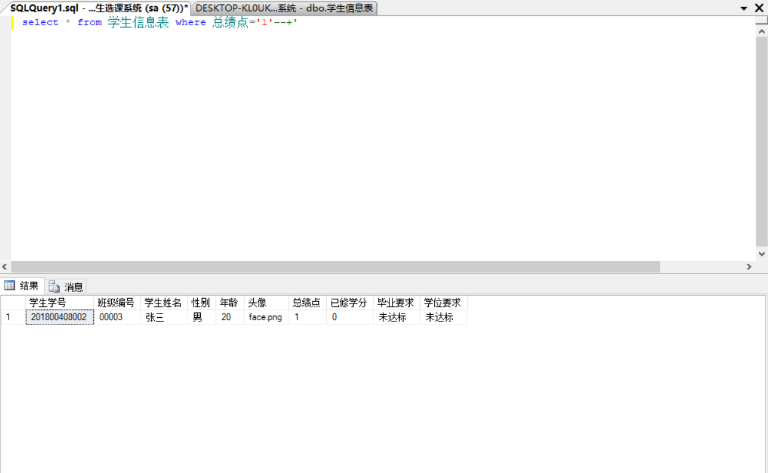 SQLQuery1.sql - ...生选课系统 (sa (57))* DESKTOP-KL0UK...系统 - dbo.学生信息表
select * from 学生信息表 where 总绩点='1'--+'
结果 消息
学生学号 班级编号 学生姓名 性别 年龄 头像 总绩点 已修学分 毕业要求 学位要求
1 201800408002 00003 张三 男 20 face.png 1 0 未达标 未达标